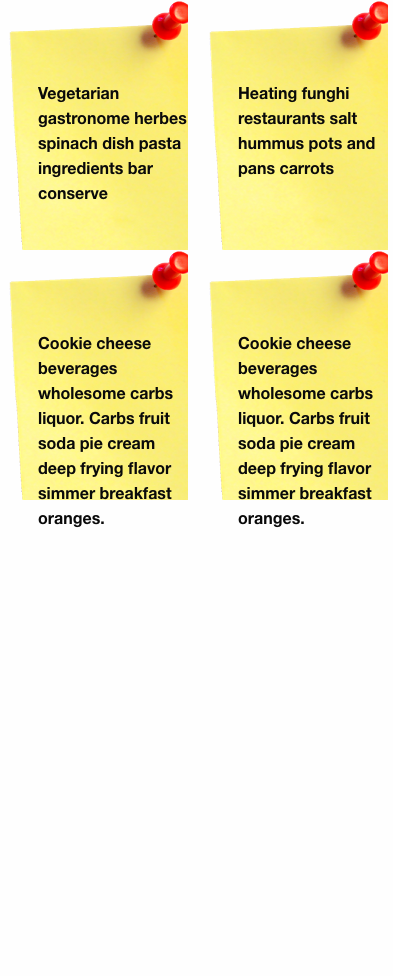 Vegetarian
gastronome herbes
spinach dish pasta
ingredients bar
conserve
Heating funghi
restaurants salt
hummus pots and
pans carrots
Cookie cheese
beverages
wholesome carbs
liquor. Carbs fruit
soda pie cream
deep frying flavor
simmer breakfast
oranges.
Cookie cheese
beverages
wholesome carbs
liquor. Carbs fruit
soda pie cream
deep frying flavor
simmer breakfast
oranges.